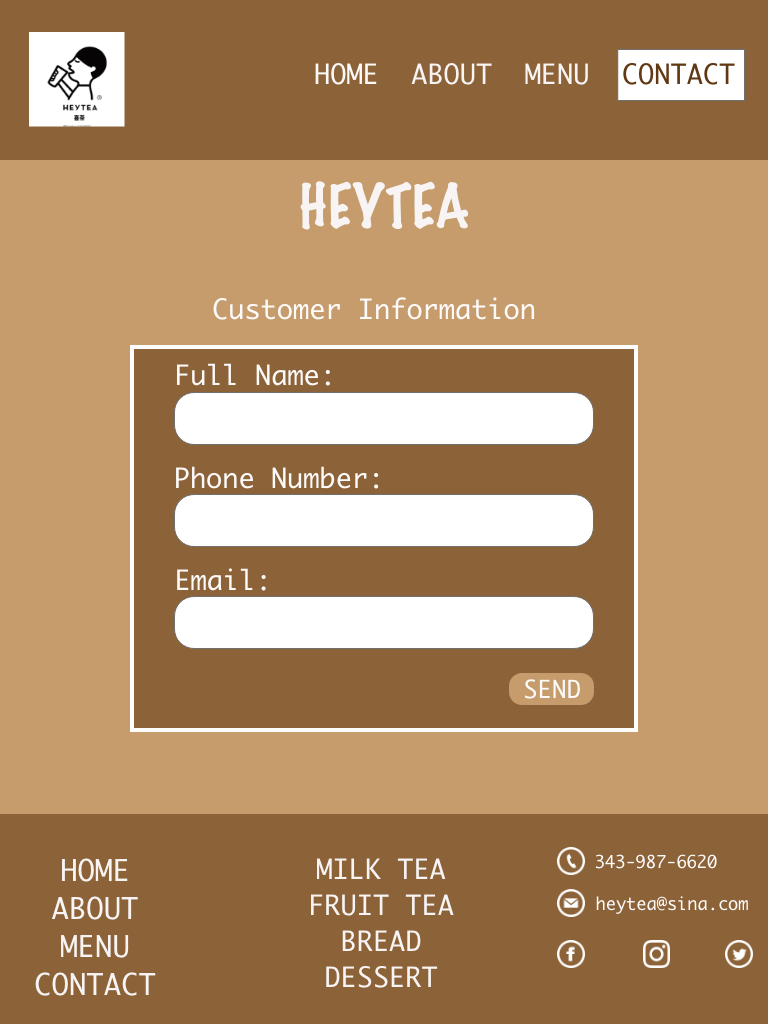 HEYTEA
®
喜茶
HOME ABOUT MENU CONTACT
HEYTEA
Customer Information
Full Name:
Phone Number:
Email:
SEND
HOME
ABOUT
MENU
CONTACT
MILK TEA
FRUIT TEA
BREAD
DESSERT
343-987-6620
heytea@sina.com